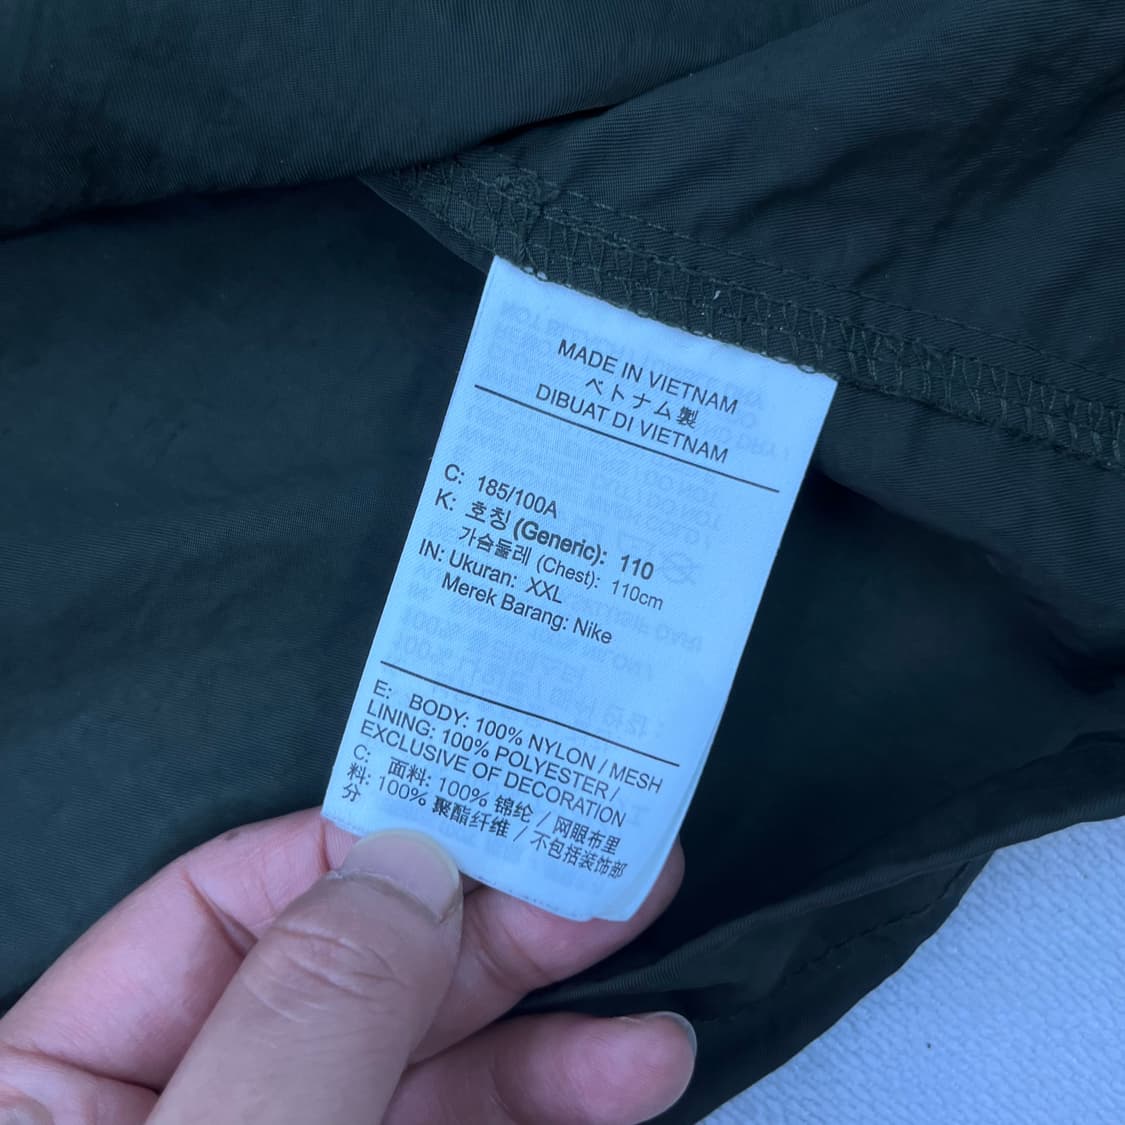 MADE IN VIETNAM
ベトナム製
DIBUAT DI VIETNAM
C: 185/100A
K: 호칭 (Generic): 110
가슴둘레 (Chest): 110cm
IN: Ukuran: XXL
Merek Barang: Nike
E: BODY: 100% NYLON / MESH
LINING: 100% POLYESTER /
EXCLUSIVE OF DECORATION
C: 面料: 100% 锦纶 / 网眼布里
料: 100% 聚酯纤维 / 不包括装饰部
分